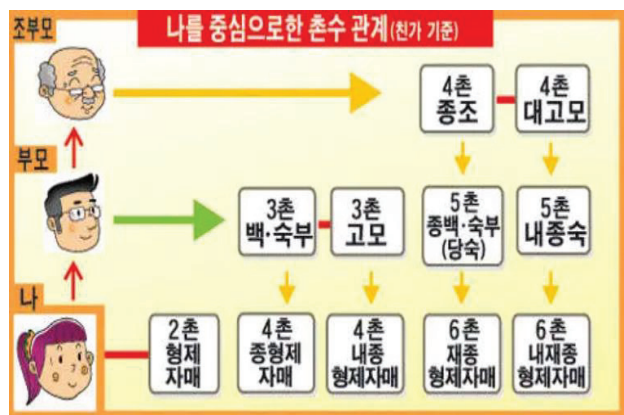 조부모
나를 중심으로한 촌수 관계(친가 기준)
4촌
종조
4촌
대고모
부모
3촌
백·숙부
3촌
고모
5촌
종백·숙부
(당숙)
5촌
내종숙
나
2촌
형제
자매
4촌
종형제
자매
4촌
내종
형제자매
6촌
재종
형제자매
6촌
내재종
형제자매